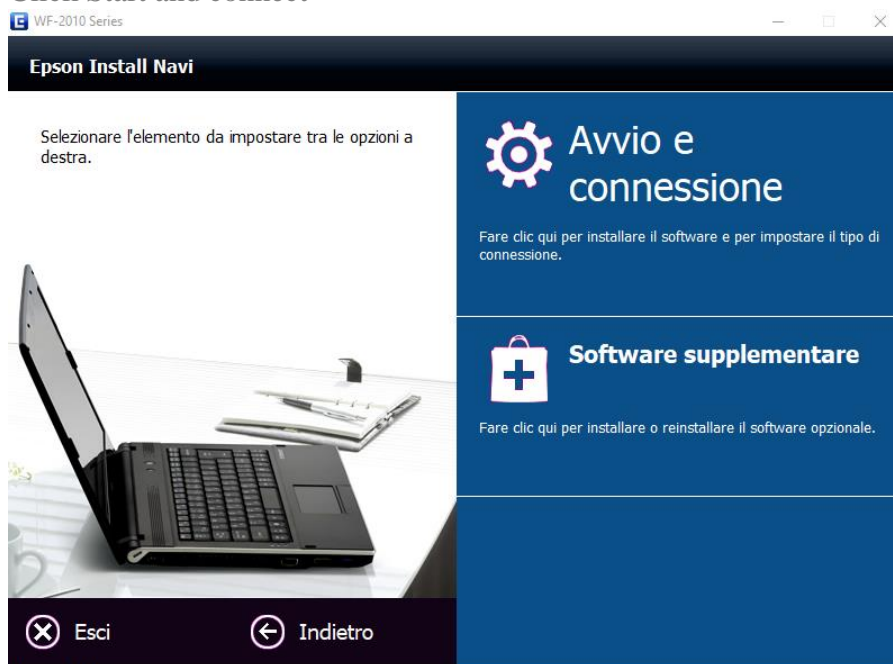 WF-2010 Series
Epson Install Navi
Selezionare l'elemento da impostare tra le opzioni a
destra.
Avvio e
connessione
Fare clic qui per installare il software e per impostare il tipo di
connessione.
Software supplementare
Fare clic qui per installare o reinstallare il software opzionale.
Esci
Indietro